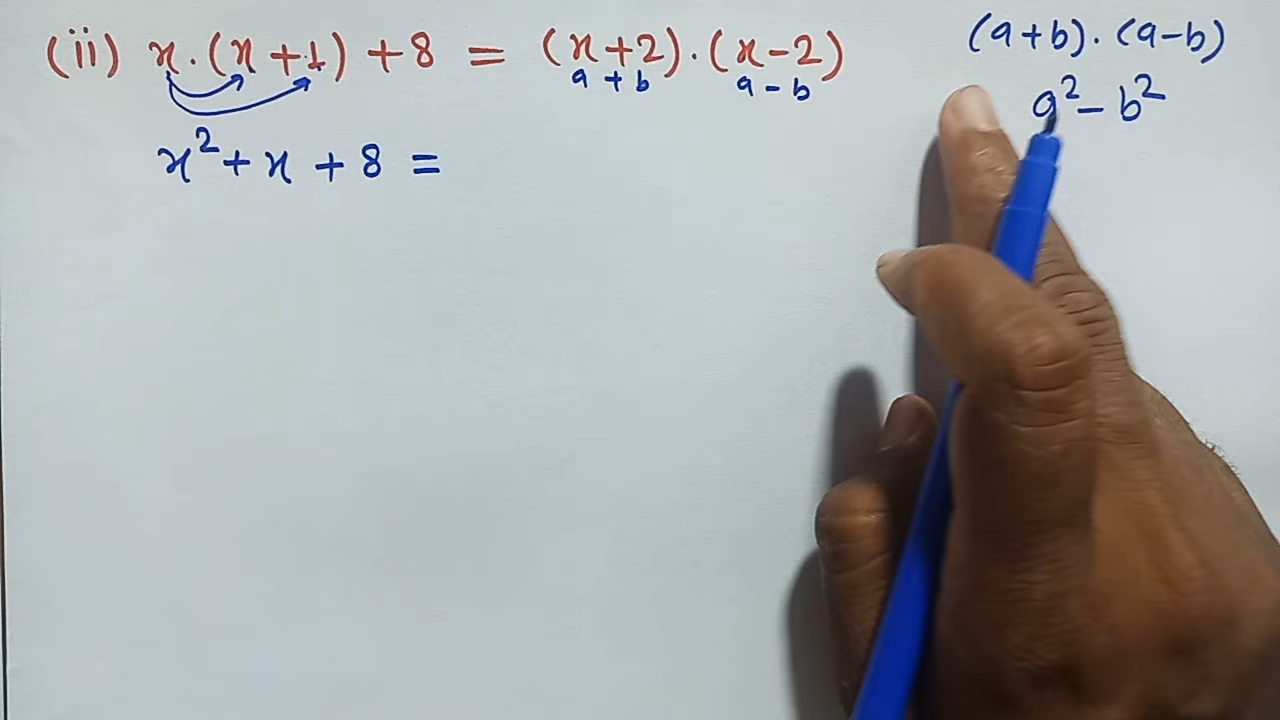 (ii) x.(x+1)+8 = (x+2).(x-2)
a + b a - b
x²+x+8 =
(a+b).(a-b)
a²-b²